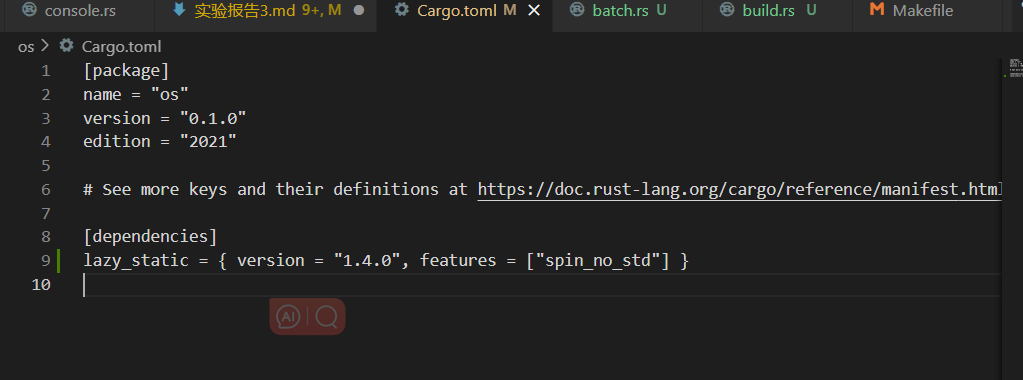 console.rs 实验报告3.md 9+, M Cargo.toml M batch.rs U build.rs U Makefile
os > Cargo.toml
1 [package]
2 name = "os"
3 version = "0.1.0"
4 edition = "2021"
5
6 # See more keys and their definitions at https://doc.rust-lang.org/cargo/reference/manifest.html
7
8 [dependencies]
9 lazy_static = { version = "1.4.0", features = ["spin_no_std"] }
10
AI